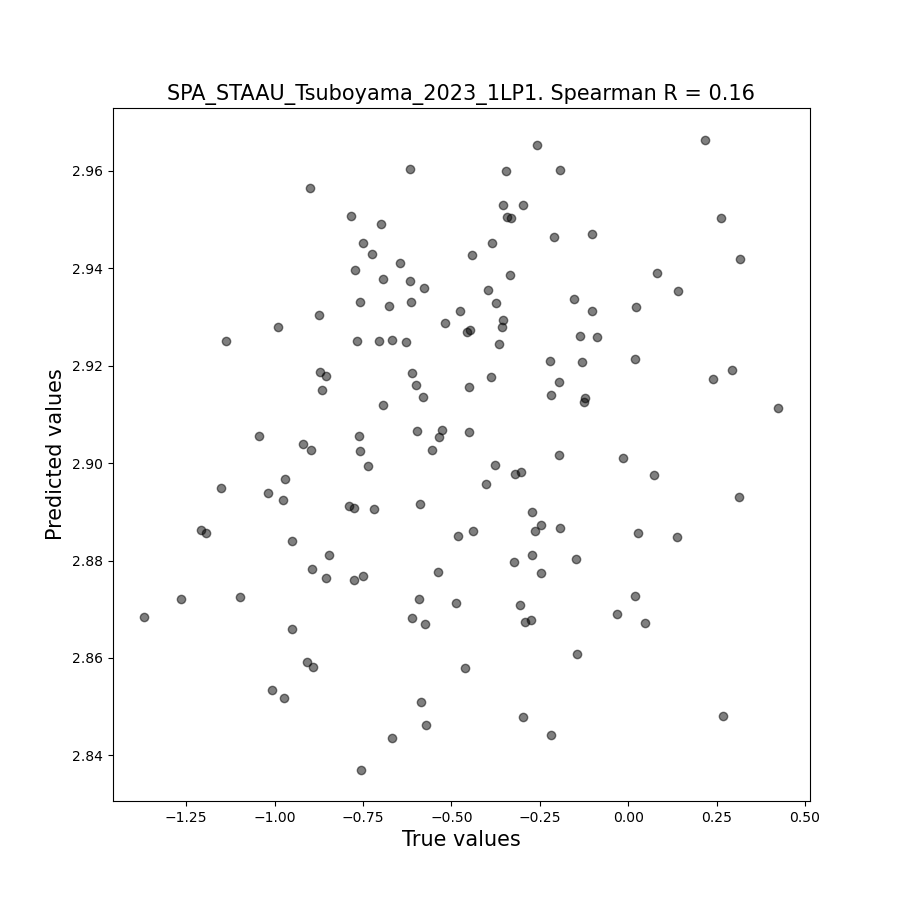 SPA_STAAU_Tsuboyama_2023_1LP1. Spearman R = 0.16
2.96
2.94
2.92
2.90
2.88
2.86
2.84
Predicted values
−1.25 −1.00 −0.75 −0.50 −0.25 0.00 0.25 0.50
True values